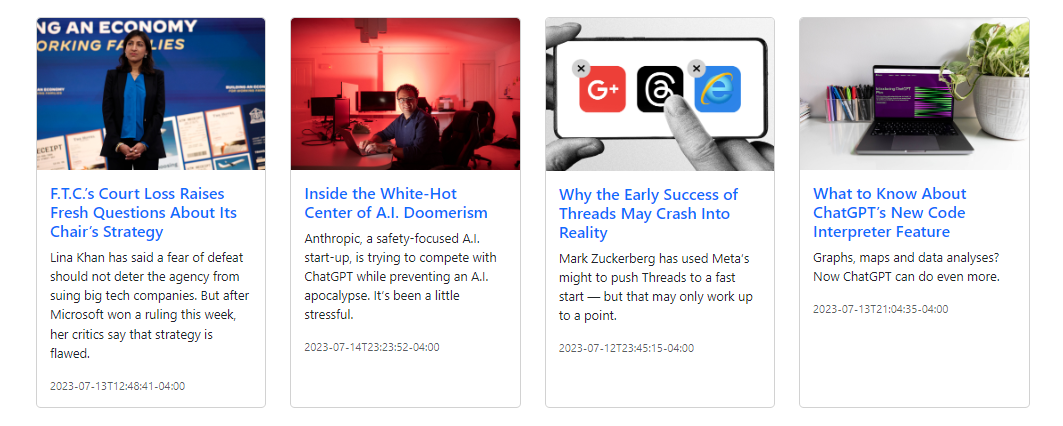 NG AN ECONOMY
ORKING FAMILIES
BUILDING AN ECONOMY
RECEIPT
G+
Introducing ChatGPT
Plus
F.T.C.'s Court Loss Raises
Fresh Questions About Its
Chair's Strategy
Lina Khan has said a fear of defeat
should not deter the agency from
suing big tech companies. But after
Microsoft won a ruling this week,
her critics say that strategy is
flawed.
2023-07-13T12:48:41-04:00
Inside the White-Hot
Center of A.I. Doomerism
Anthropic, a safety-focused A.I.
start-up, is trying to compete with
ChatGPT while preventing an A.I.
apocalypse. It's been a little
stressful.
2023-07-14T23:23:52-04:00
Why the Early Success of
Threads May Crash Into
Reality
Mark Zuckerberg has used Meta's
might to push Threads to a fast
start — but that may only work up
to a point.
2023-07-12T23:45:15-04:00
What to Know About
ChatGPT's New Code
Interpreter Feature
Graphs, maps and data analyses?
Now ChatGPT can do even more.
2023-07-13T21:04:35-04:00